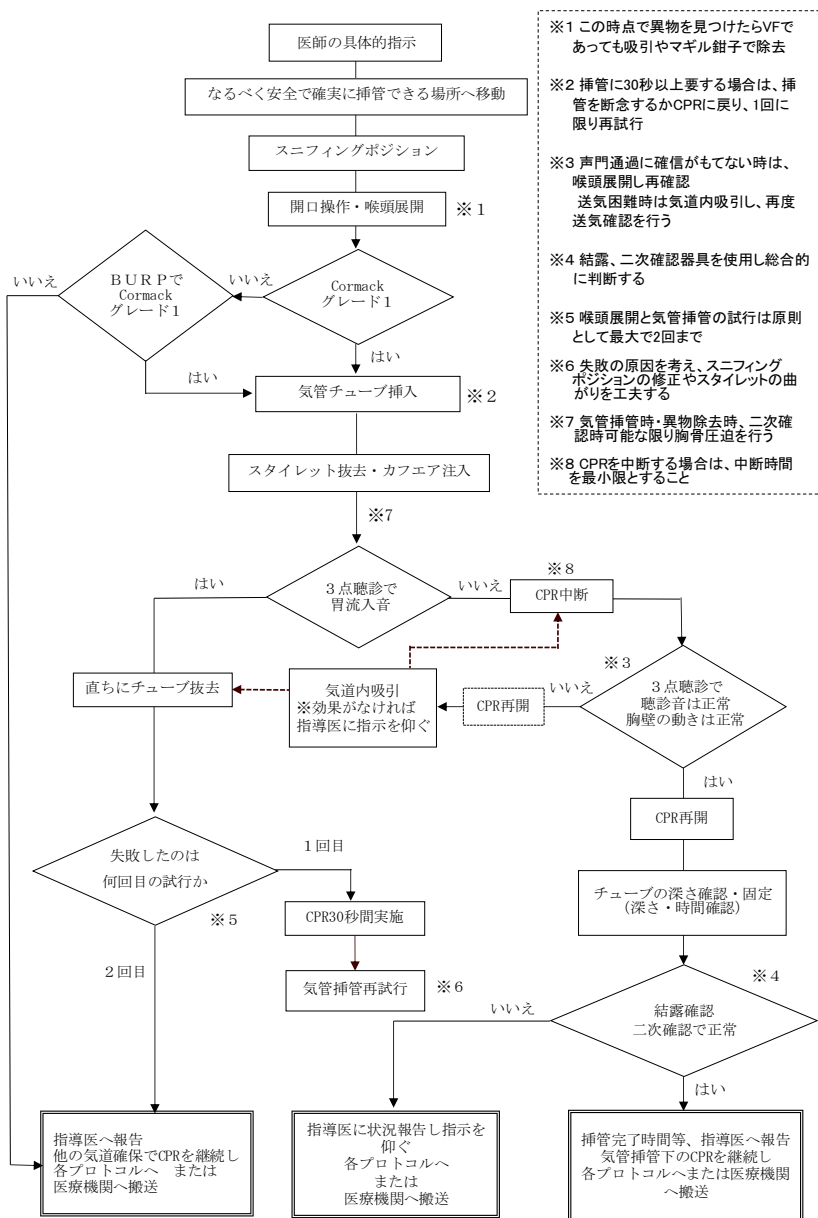 医師の具体的指示
なるべく安全で確実に挿管できる場所へ移動
スニフィングポジション
開口操作・喉頭展開
※１
Cormack
グレード１
いいえ
はい
ＢＵＲＰで
Cormack
グレード１
いいえ
はい
気管チューブ挿入
※２
スタイレット抜去・カフエア注入
※７
３点聴診で
胃流入音
はい
いいえ
※８
CPR中断
※３
３点聴診で
聴診音は正常
胸壁の動きは正常
いいえ
CPR再開
気道内吸引
※効果がなければ
指導医に指示を仰ぐ
直ちにチューブ抜去
はい
CPR再開
チューブの深さ確認・固定
(深さ・時間確認)
失敗したのは
何回目の試行か
※５
１回目
CPR30秒間実施
気管挿管再試行
※６
２回目
※４
結露確認
二次確認で正常
いいえ
はい
指導医へ報告
他の気道確保でCPRを継続し
各プロトコルへ　または
医療機関へ搬送
指導医に状況報告し指示を
仰ぐ
各プロトコルへ
または
医療機関へ搬送
挿管完了時間等、指導医へ報告
気管挿管下のCPRを継続し
各プロトコルへまたは医療機関
へ搬送
※１ この時点で異物を見つけたらVFで
あっても吸引やマギル鉗子で除去
※２ 挿管に30秒以上要する場合は、挿
管を断念するかCPRに戻り、1回に
限り再試行
※３ 声門通過に確信がもてない時は、
喉頭展開し再確認
送気困難時は気道内吸引し、再度
送気確認を行う
※４ 結露、二次確認器具を使用し総合的
に判断する
※５ 喉頭展開と気管挿管の試行は原則
として最大で2回まで
※６ 失敗の原因を考え、スニフィング
ポジションの修正やスタイレットの曲
がりを工夫する
※７ 気管挿管時・異物除去時、二次確
認時可能な限り胸骨圧迫を行う
※８ CPRを中断する場合は、中断時間
を最小限とすること